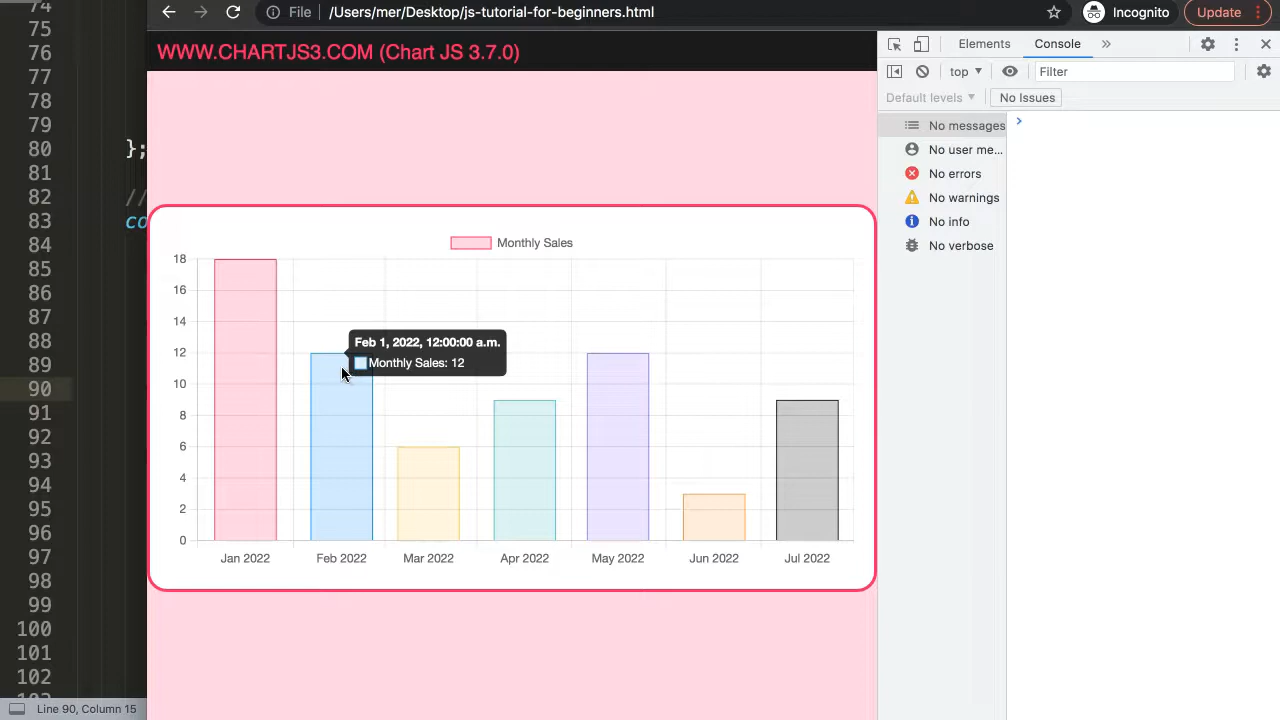 74
75
76
77
78
79
80 };
81
82 //
83 co
84
85
86
87
88
89
90
91
92
93
94
95
96
97
98
99
100
101
102
Line 90, Column 15
File /Users/mer/Desktop/js-tutorial-for-beginners.html
Incognito
Update
WWW.CHARTJS3.COM (Chart JS 3.7.0)
Monthly Sales
18
16
14
12
10
8
6
4
2
0
Feb 1, 2022, 12:00:00 a.m.
Monthly Sales: 12
Jan 2022 Feb 2022 Mar 2022 Apr 2022 May 2022 Jun 2022 Jul 2022
Elements Console
top Filter
Default levels No Issues
No messages
No user me...
No errors
No warnings
No info
No verbose